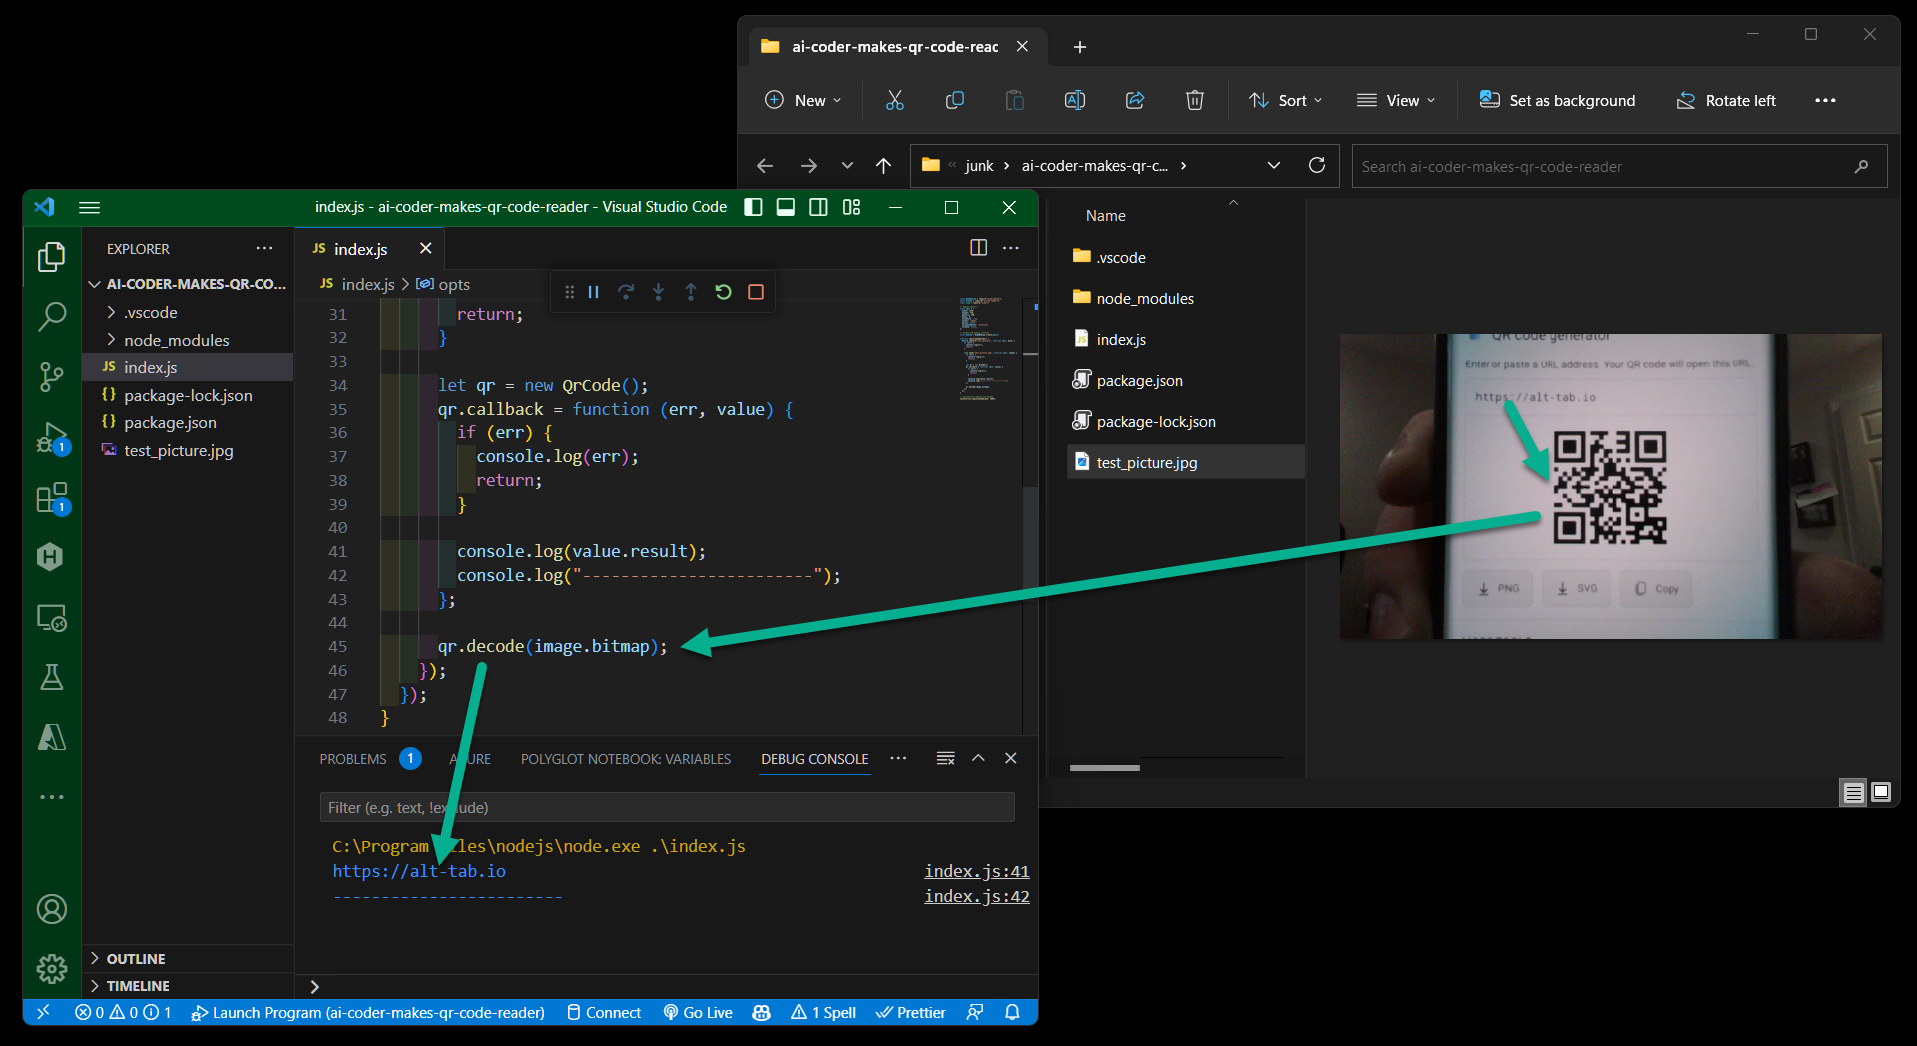 ai-coder-makes-qr-code-reac
New
Sort
View
Set as background
Rotate left
junk
ai-coder-makes-qr-c...
Search ai-coder-makes-qr-code-reader
Name
.vscode
node_modules
index.js
package.json
package-lock.json
test_picture.jpg
QR code generator
Enter or paste a URL address. Your QR code will open this URL.
https://alt-tab.io
PNG
SVG
Copy
index.js - ai-coder-makes-qr-code-reader - Visual Studio Code
EXPLORER
AI-CODER-MAKES-QR-CO...
.vscode
node_modules
JS index.js
{} package-lock.json
{} package.json
test_picture.jpg
1
1
OUTLINE
TIMELINE
JS index.js
JS index.js > opts
31 return;
32 }
33
34 let qr = new QrCode();
35 qr.callback = function (err, value) {
36 if (err) {
37 console.log(err);
38 return;
39 }
40
41 console.log(value.result);
42 console.log("------------------------");
43 };
44
45 qr.decode(image.bitmap);
46 });
47 });
48 }
PROBLEMS 1 A URE POLYGLOT NOTEBOOK: VARIABLES DEBUG CONSOLE
Filter (e.g. text, !ex ude)
C:\Program iles\nodejs\node.exe .\index.js
https://alt-tab.io index.js:41
------------------------ index.js:42
0 0 1 Launch Program (ai-coder-makes-qr-code-reader) Connect Go Live 1 Spell Prettier